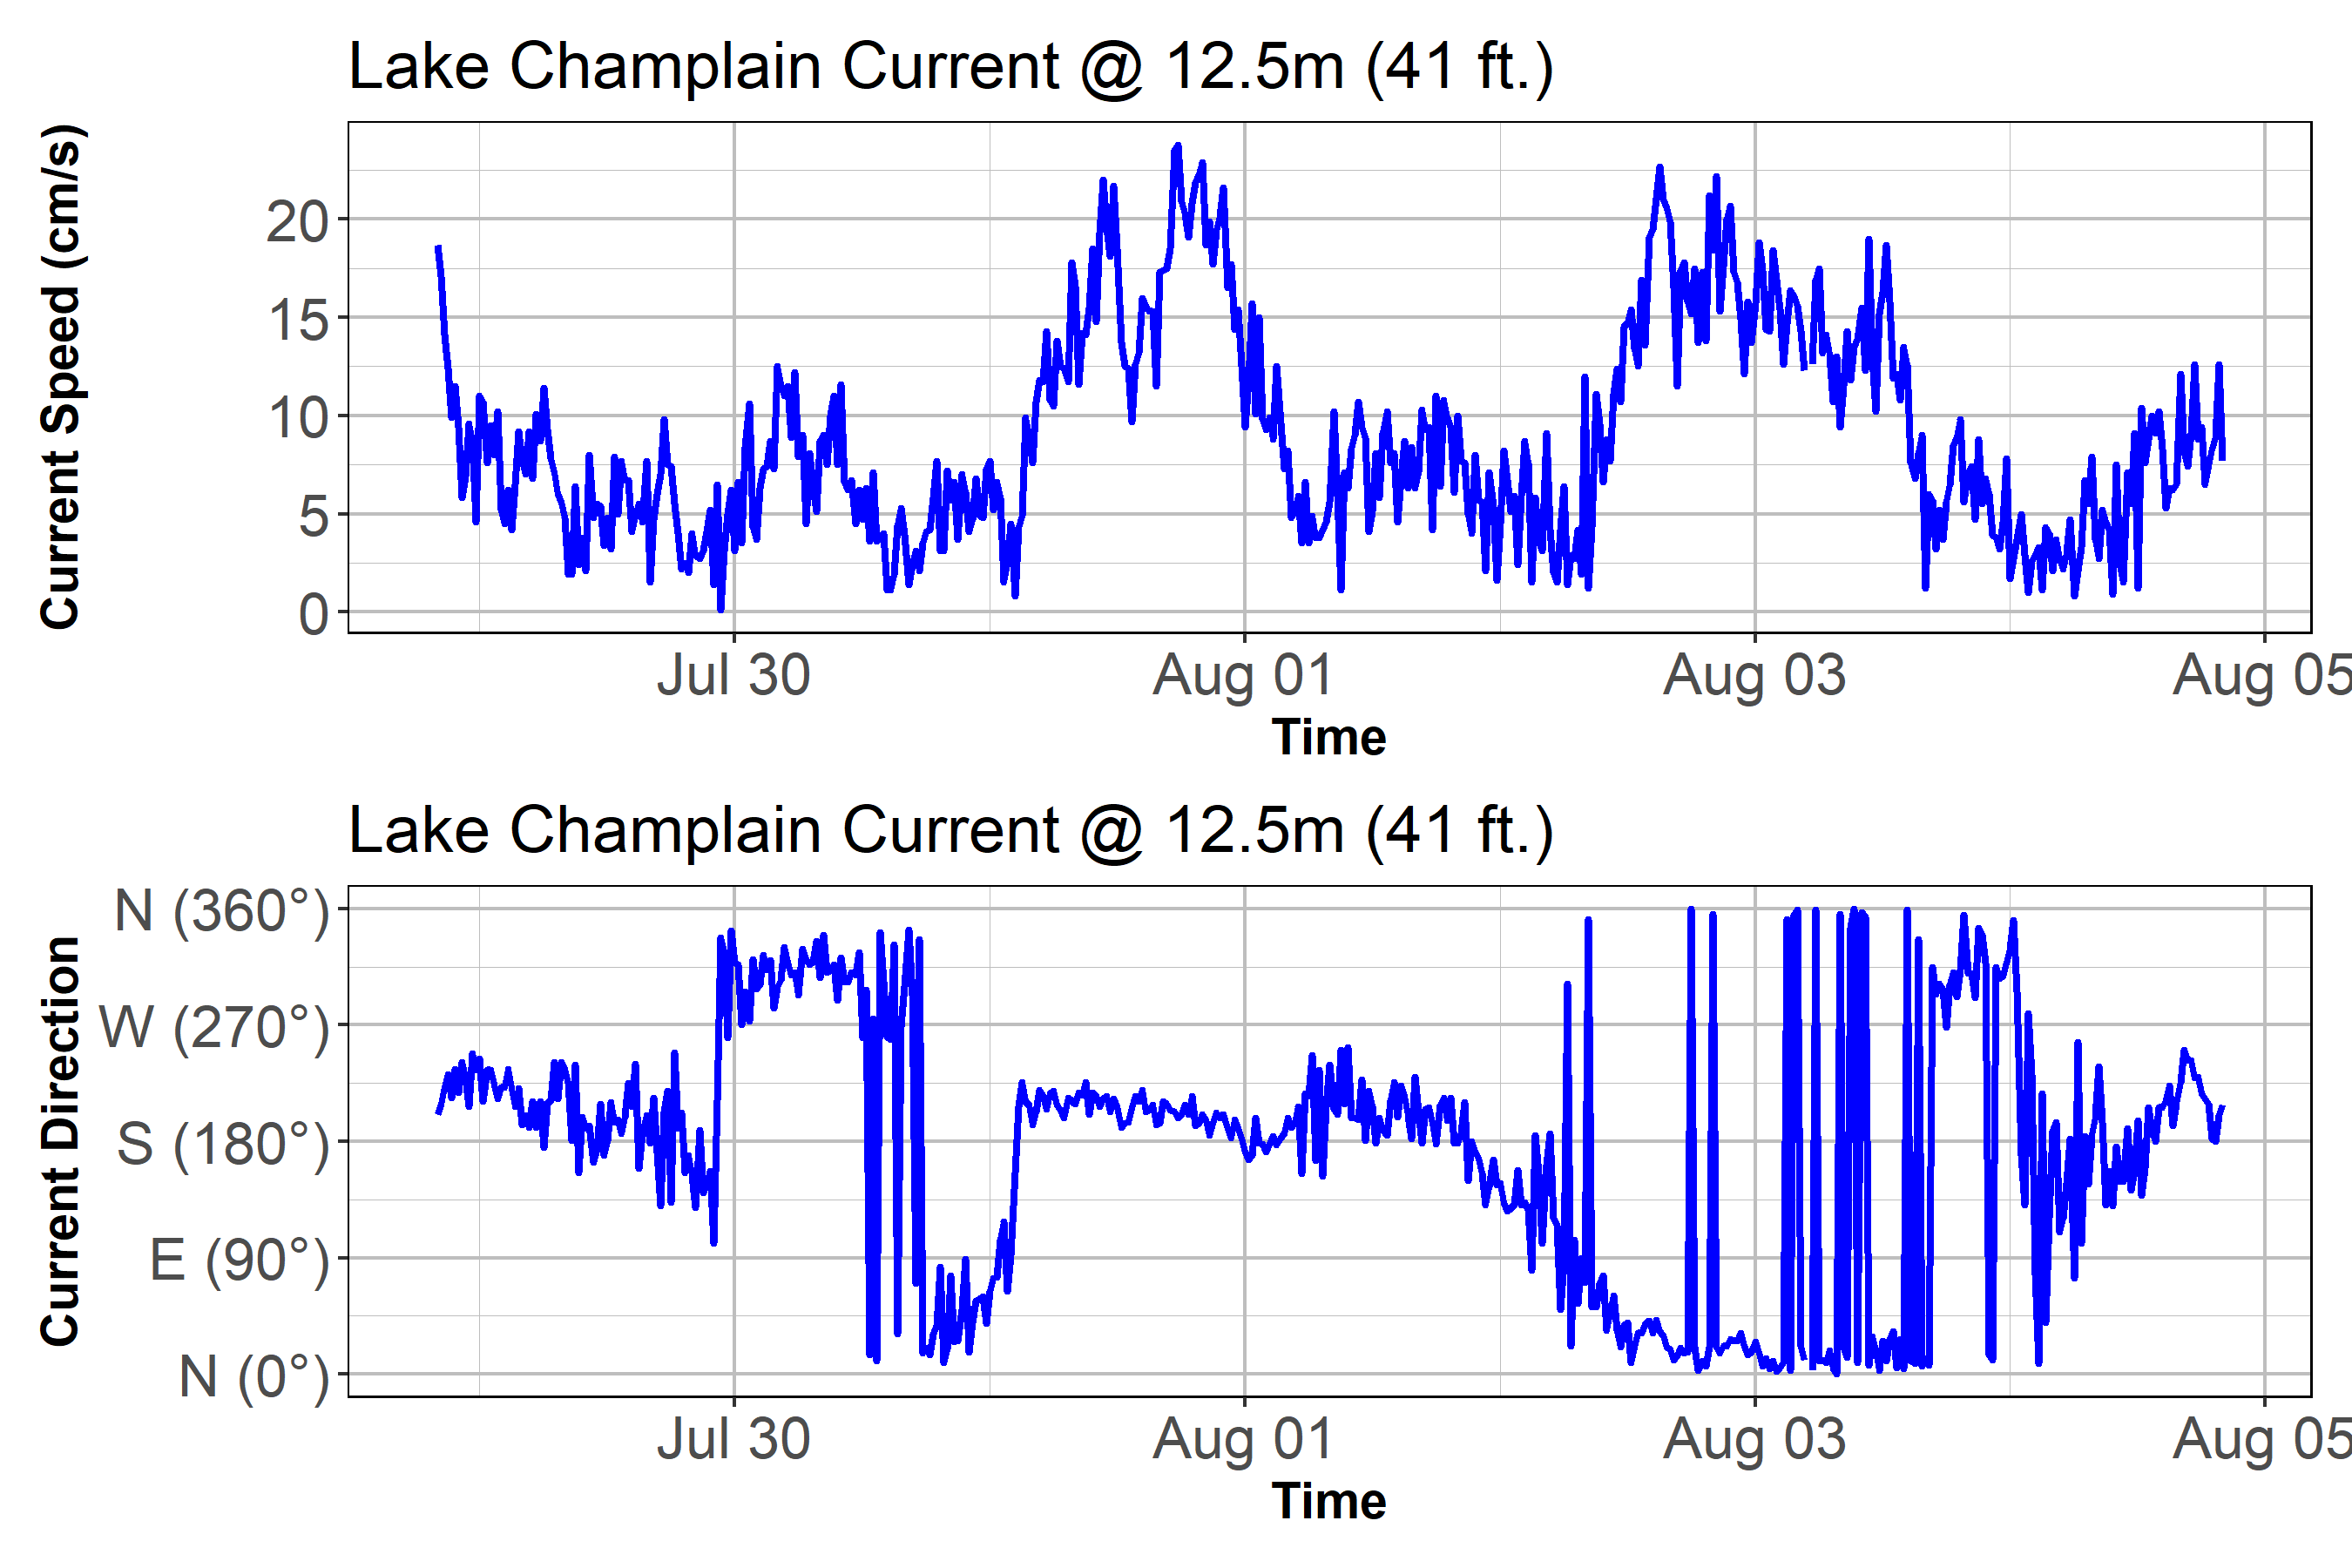 Lake Champlain Current @ 12.5m (41 ft.)
Current Speed (cm/s)
20
15
10
5
0
Jul 30 Aug 01 Aug 03 Aug 05
Time
Lake Champlain Current @ 12.5m (41 ft.)
Current Direction
N (360°)
W (270°)
S (180°)
E (90°)
N (0°)
Jul 30 Aug 01 Aug 03 Aug 05
Time